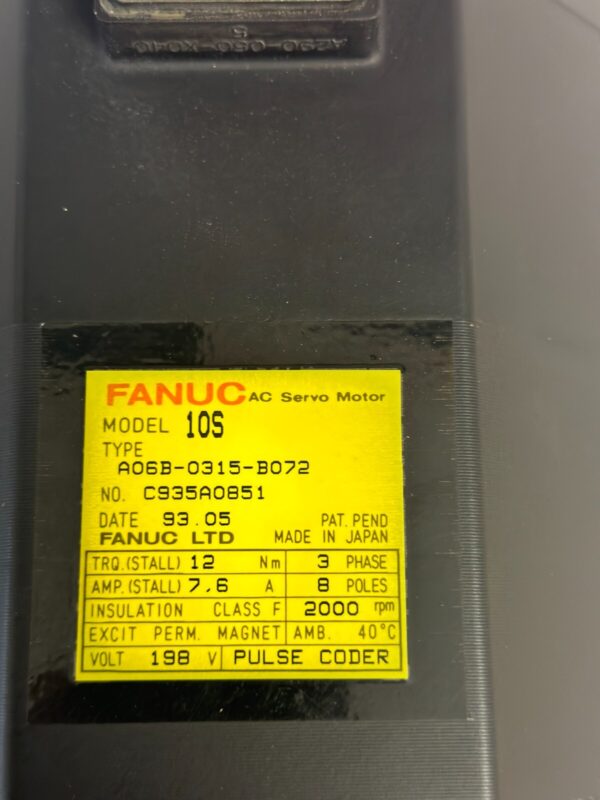 A290-0501-X040
5
FANUC AC Servo Motor
MODEL 10S
TYPE
A06B-0315-B072
NO. C935A0851
DATE 93.05 PAT. PEND
FANUC LTD MADE IN JAPAN
TRQ.(STALL) 12 Nm 3 PHASE
AMP.(STALL) 7.6 A 8 POLES
INSULATION CLASS F 2000 rpm
EXCIT PERM. MAGNET AMB. 40°C
VOLT 198 V PULSE CODER